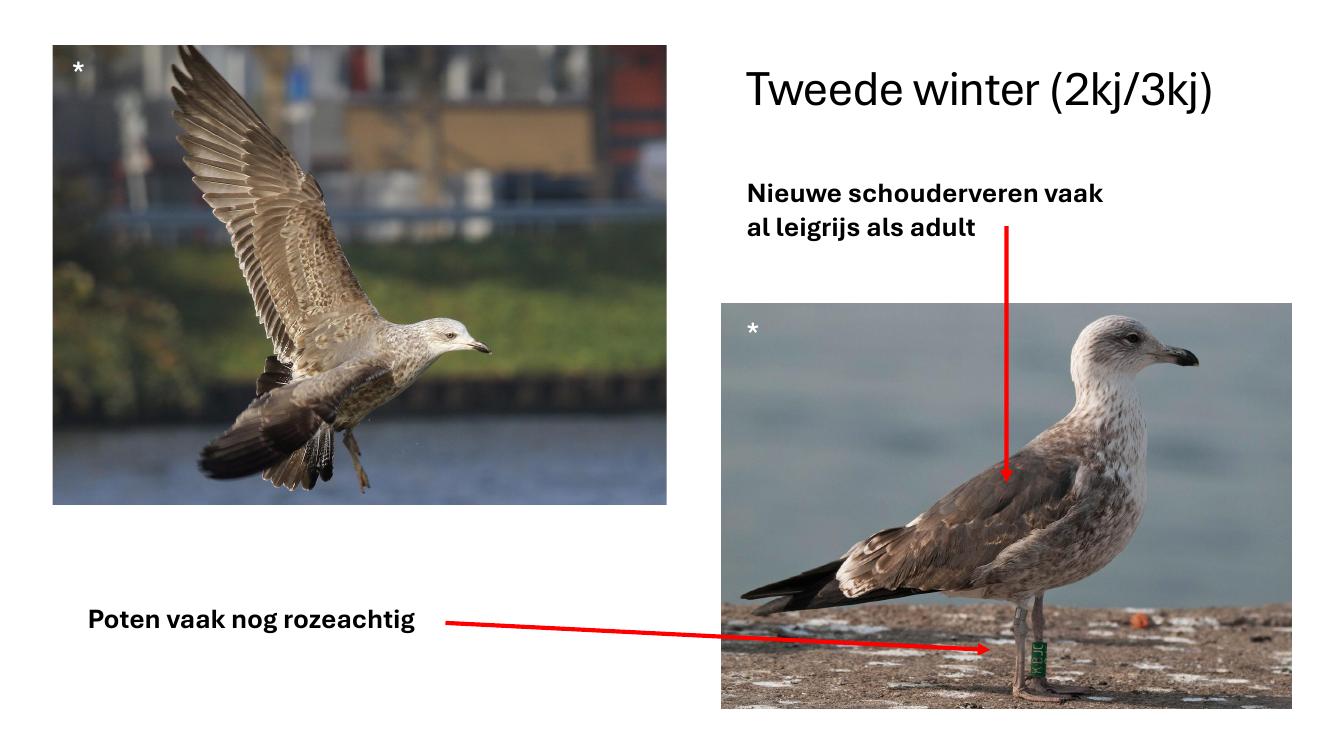 *
Tweede winter (2kj/3kj)
Nieuwe schouderveren vaak
al leigrijs als adult
*
Poten vaak nog rozeachtig